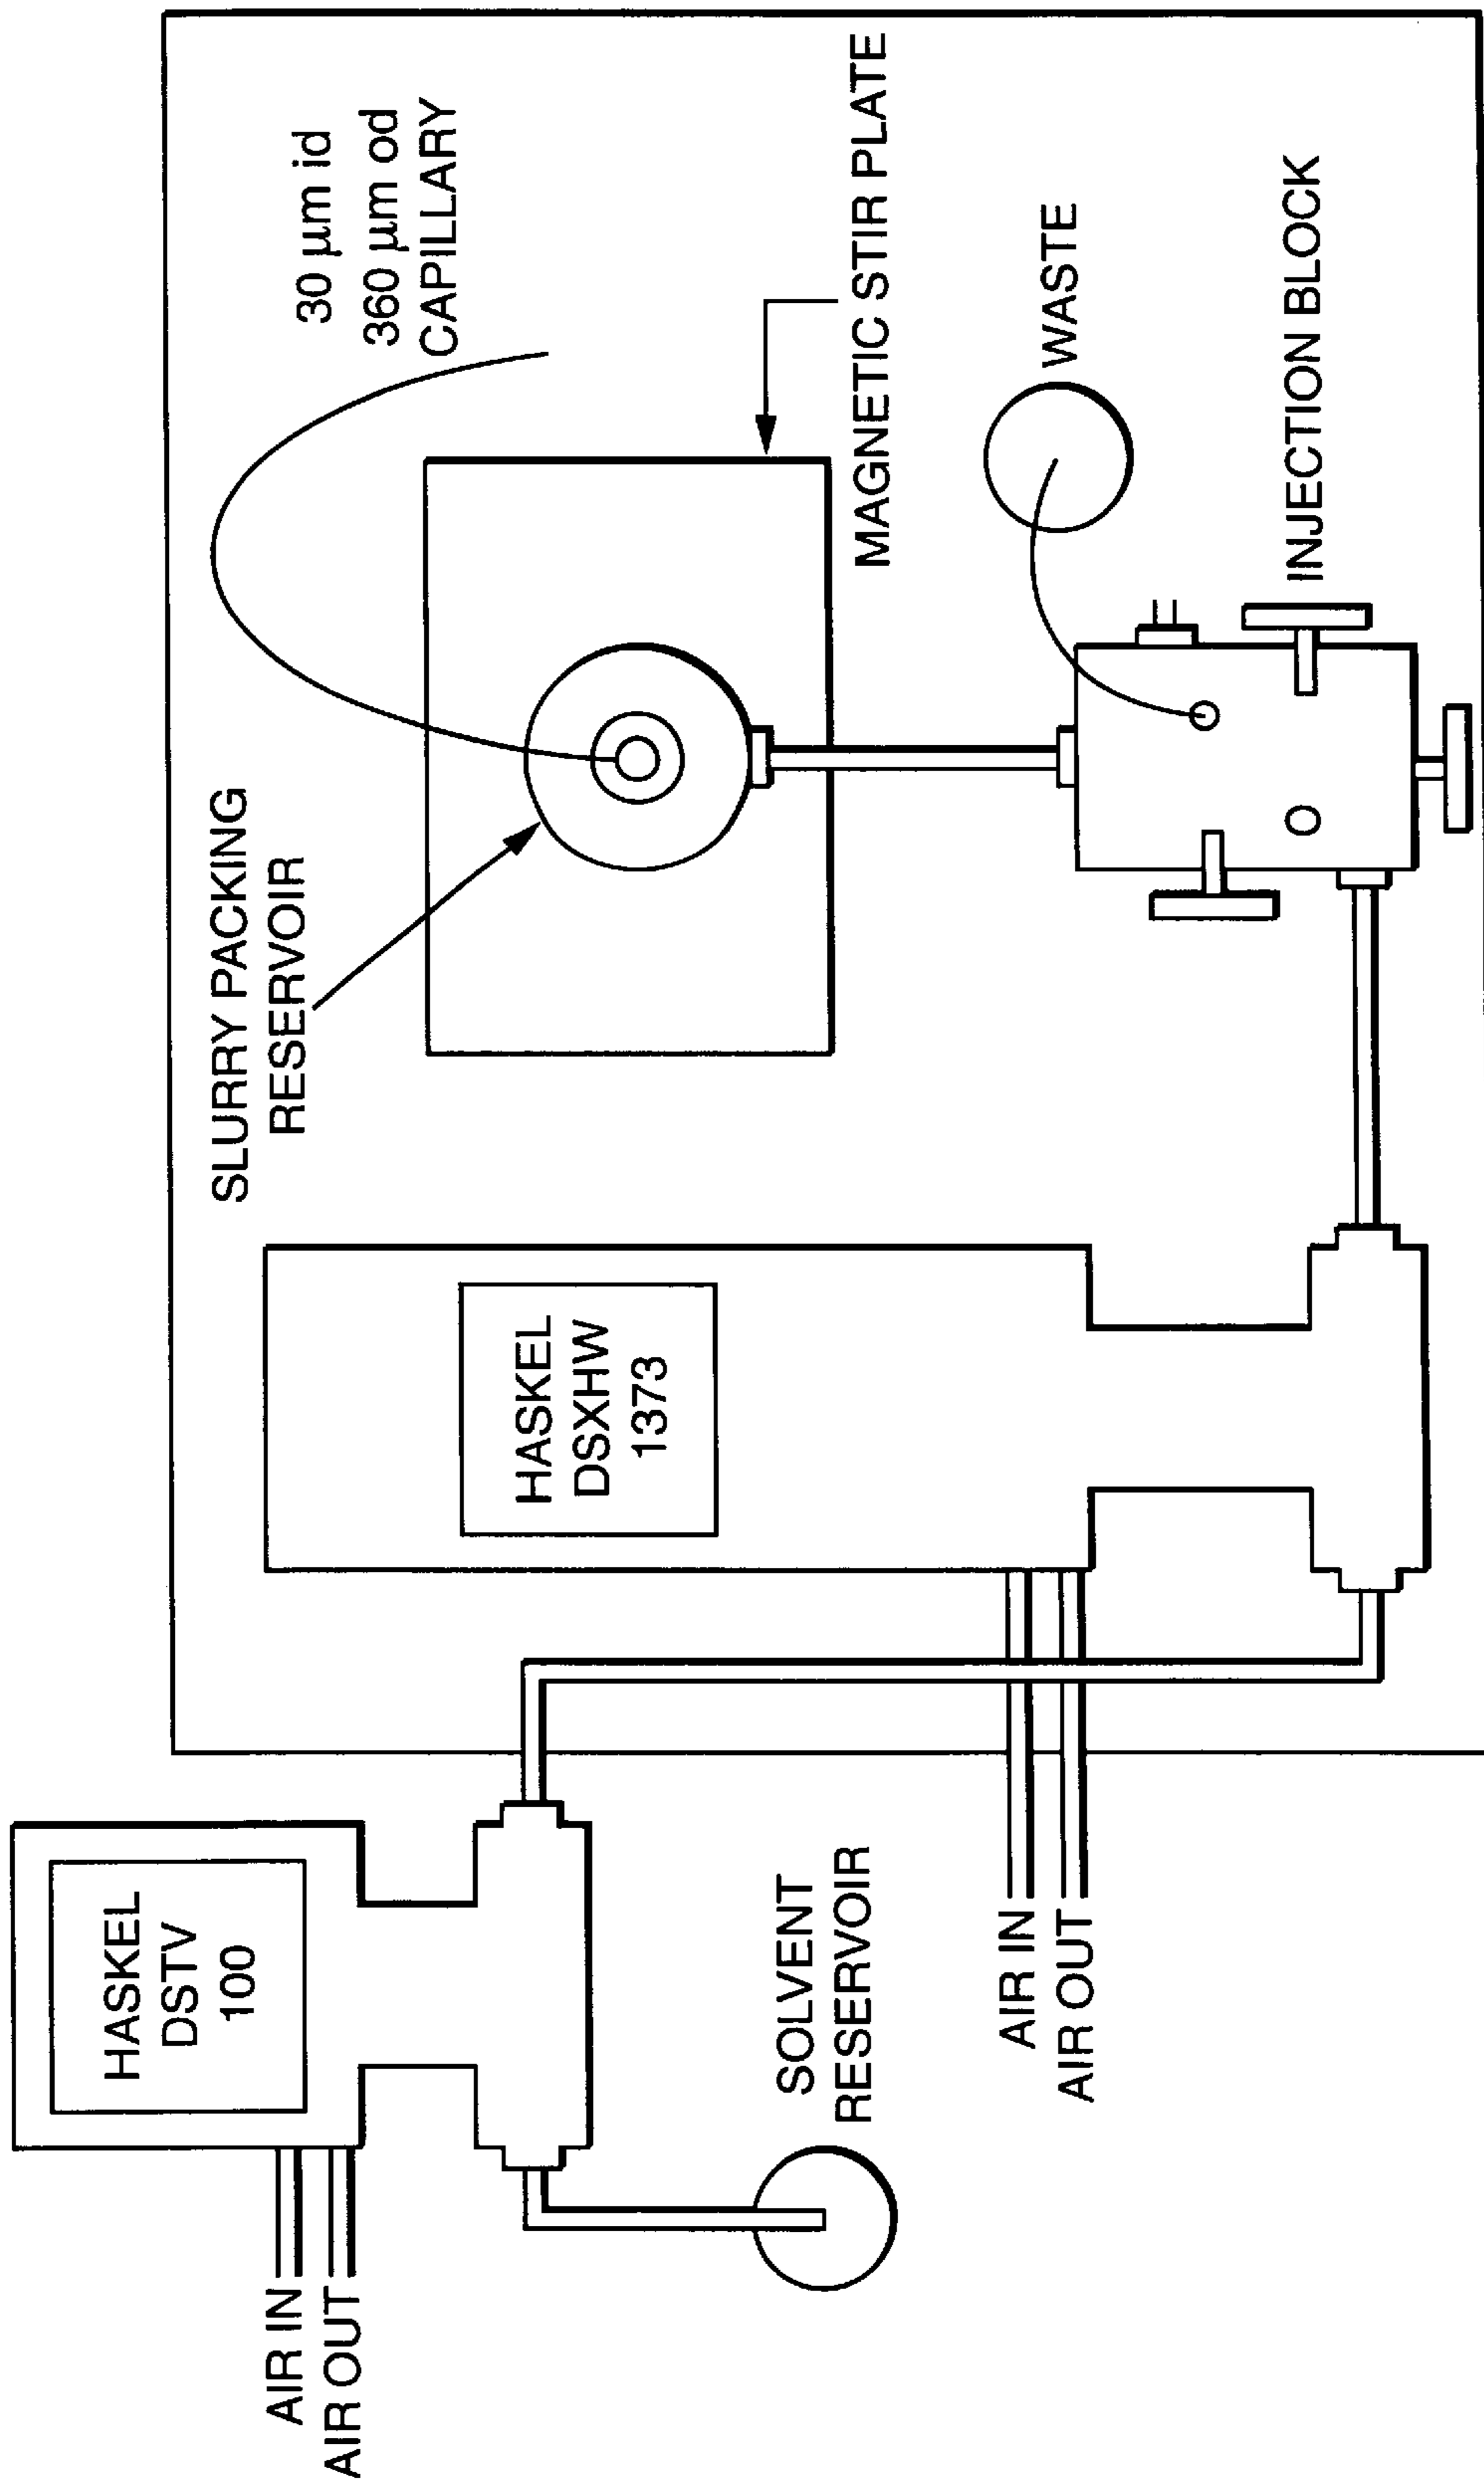 AIR IN
AIR OUT
HASKEL
DSTV
100
SOLVENT
RESERVOIR
AIR IN
AIR OUT
HASKEL
DSXHW
1373
SLURRY PACKING
RESERVOIR
30 µm id
360 µm od
CAPILLARY
MAGNETIC STIR PLATE
WASTE
INJECTION BLOCK